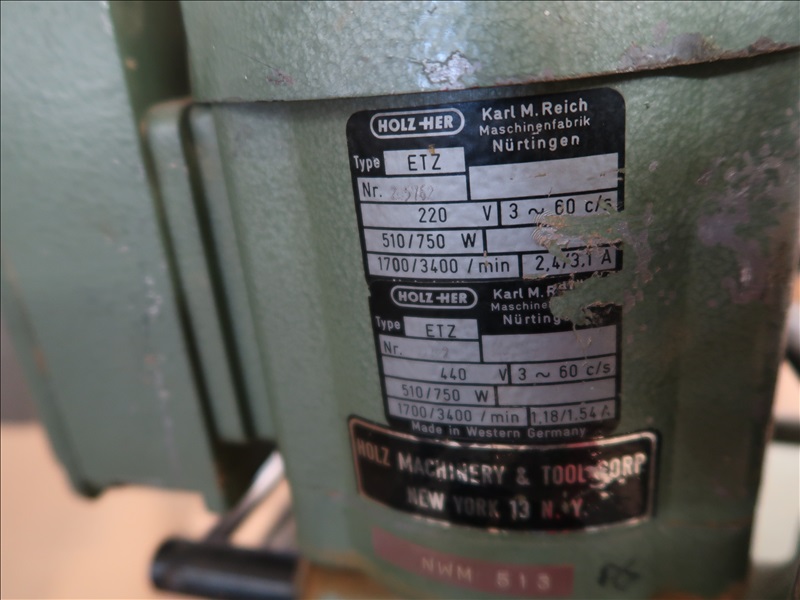 HOLZ-HER
Karl M. Reich
Maschinenfabrik
Nürtingen
Type ETZ
Nr.
220 V 3 ~ 60 c/s
510/750 W
1700/3400 / min 2,4/3,1 A
HOLZ-HER
Karl M.
Type ETZ
Nr.
440 V 3 ~ 60 c/s
510/750 W
1700/3400 / min 1,18/1,54 A
Made in Western Germany
HOLZ MACHINERY & TOOL CORP
NEW YORK 13 N.Y.
NWM 513